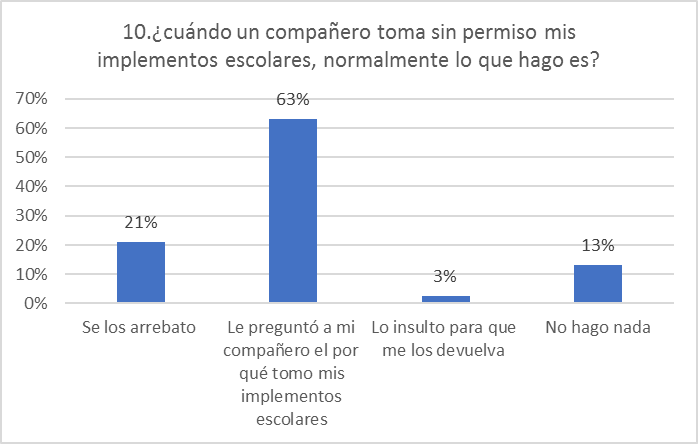 10.¿cuándo un compañero toma sin permiso mis
implementos escolares, normalmente lo que hago es?
70%
60%
50%
40%
30%
20%
10%
0%
21%
63%
3%
13%
Se los arrebato
Le preguntó a mi
compañero el por
qué tomo mis
implementos
escolares
Lo insulto para que
me los devuelva
No hago nada